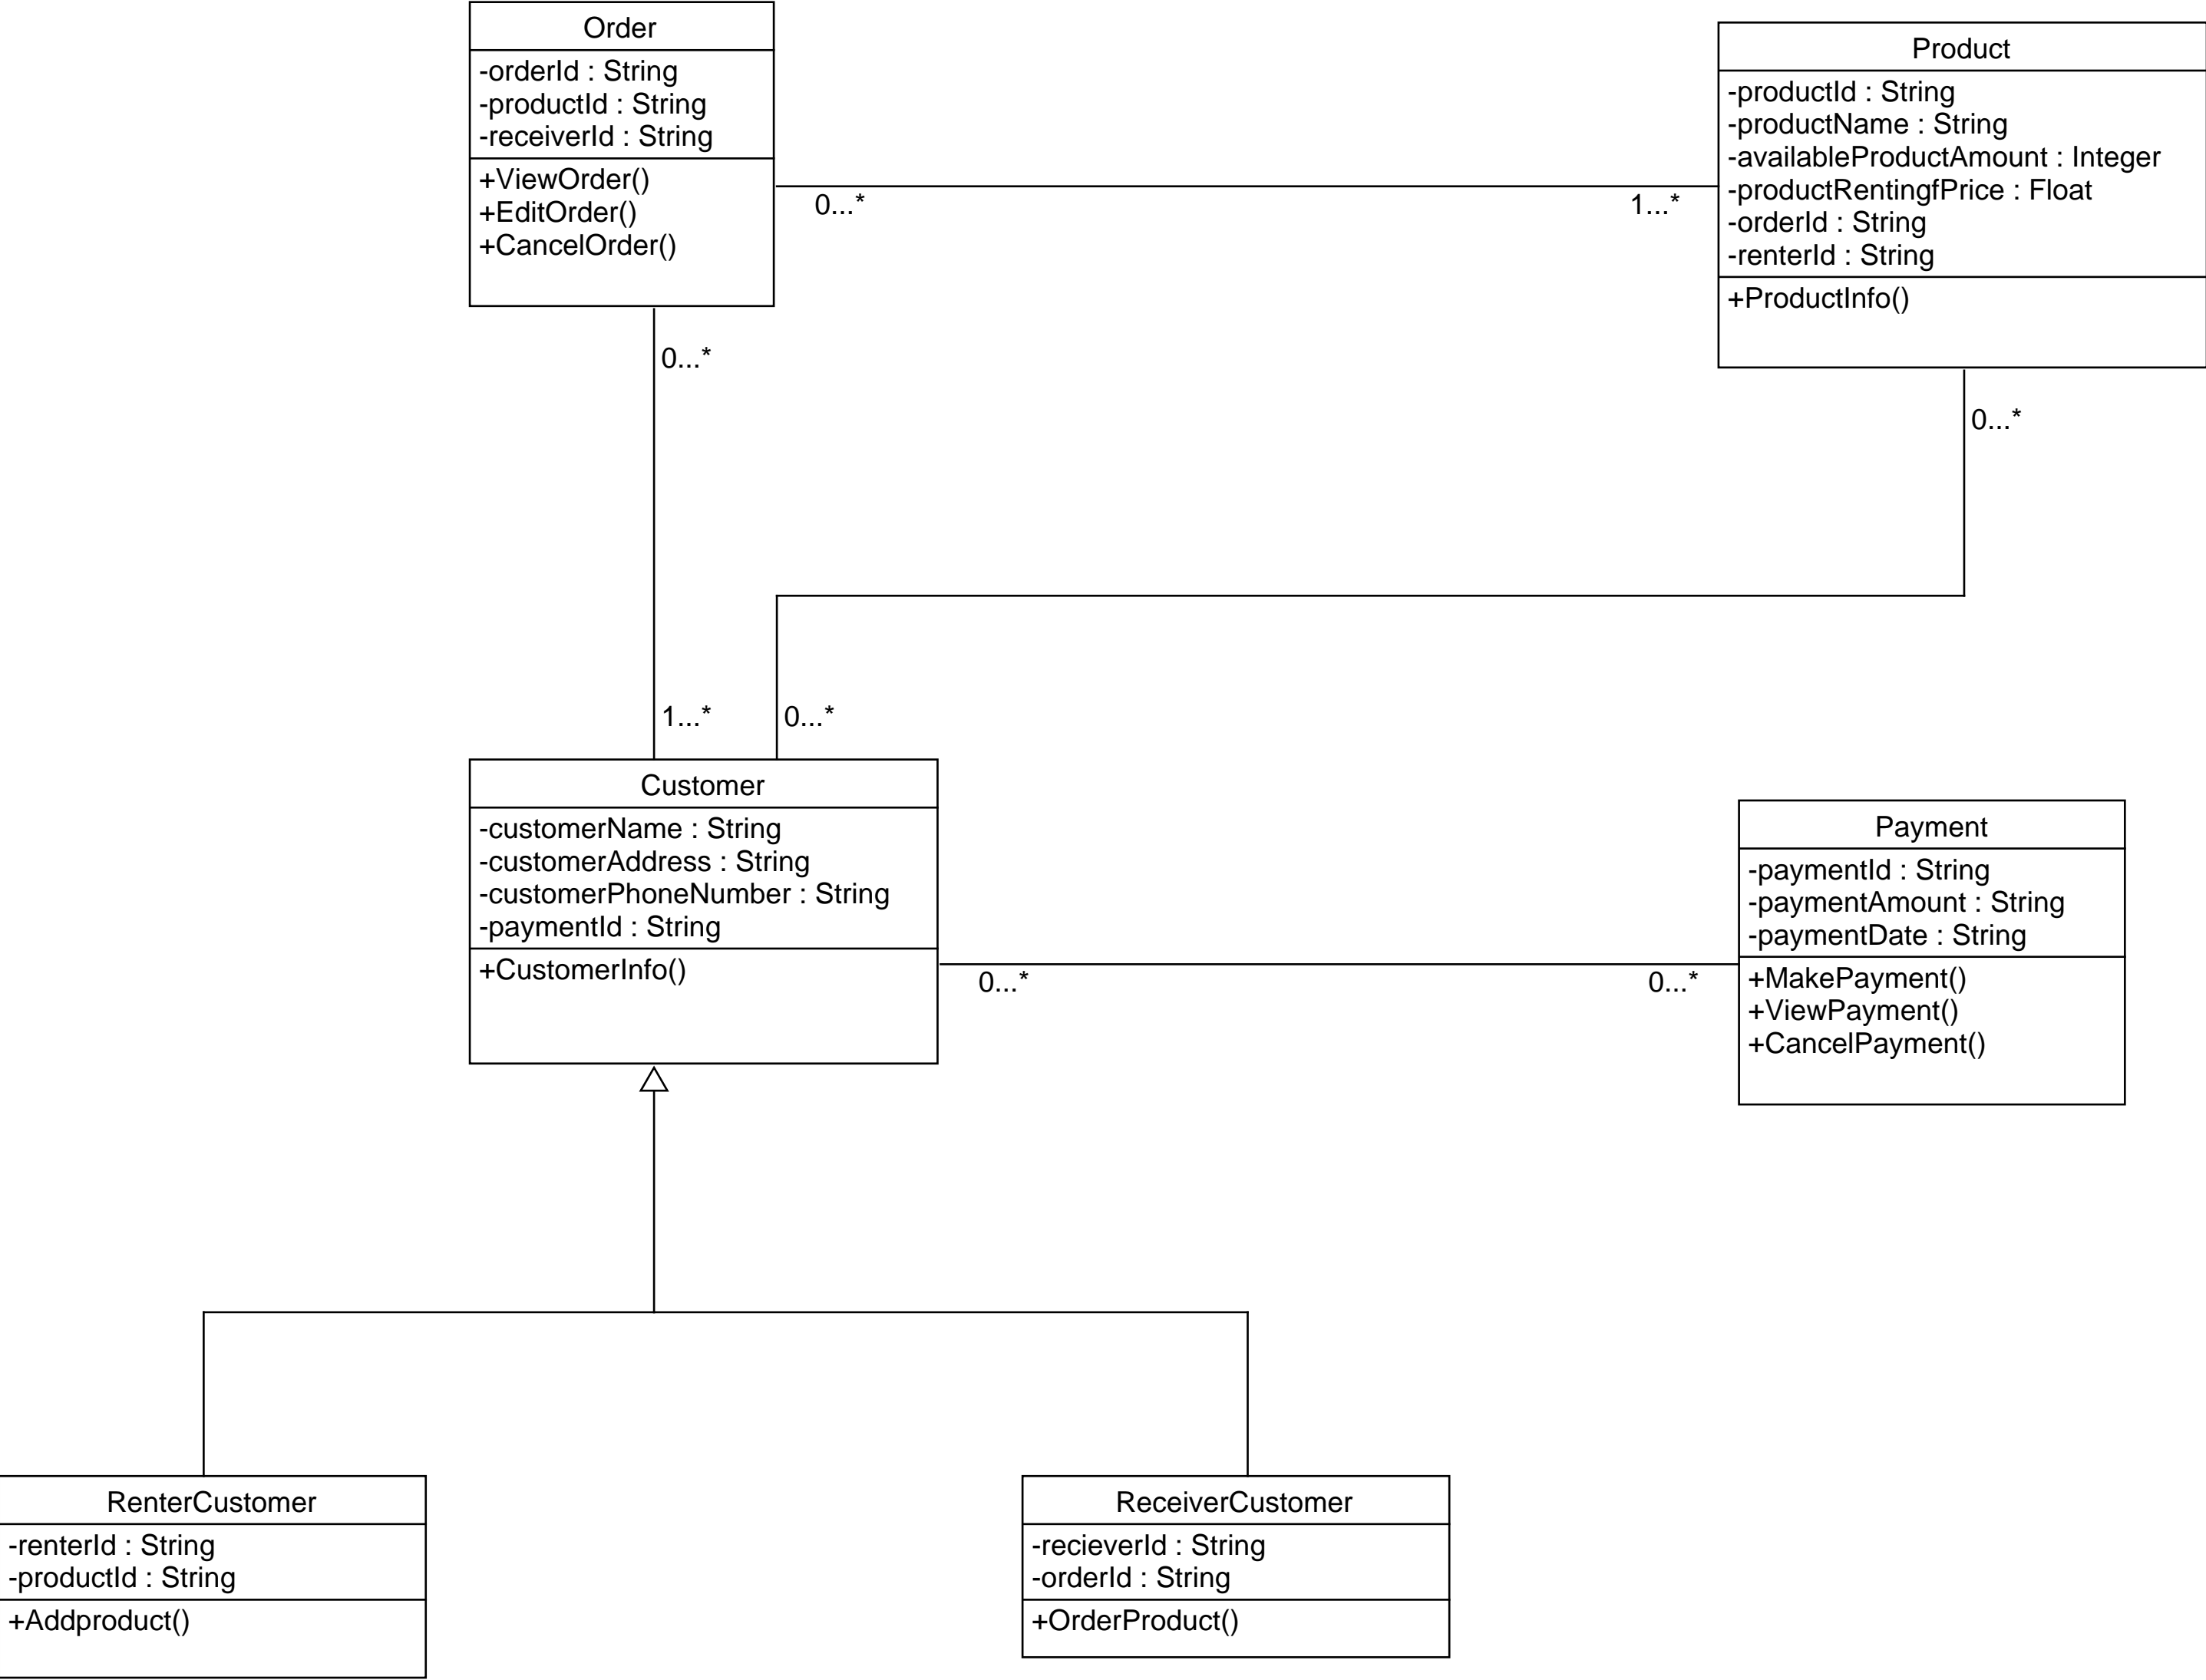 Order
-orderId : String
-productId : String
-receiverId : String
+ViewOrder()
+EditOrder()
+CancelOrder()
Product
-productId : String
-productName : String
-availableProductAmount : Integer
-productRentingfPrice : Float
-orderId : String
-renterId : String
+ProductInfo()
0...*
1...*
0...*
0...*
1...*
0...*
Customer
-customerName : String
-customerAddress : String
-customerPhoneNumber : String
-paymentId : String
+CustomerInfo()
0...*
0...*
Payment
-paymentId : String
-paymentAmount : String
-paymentDate : String
+MakePayment()
+ViewPayment()
+CancelPayment()
RenterCustomer
-renterId : String
-productId : String
+Addproduct()
ReceiverCustomer
-recieverId : String
-orderId : String
+OrderProduct()